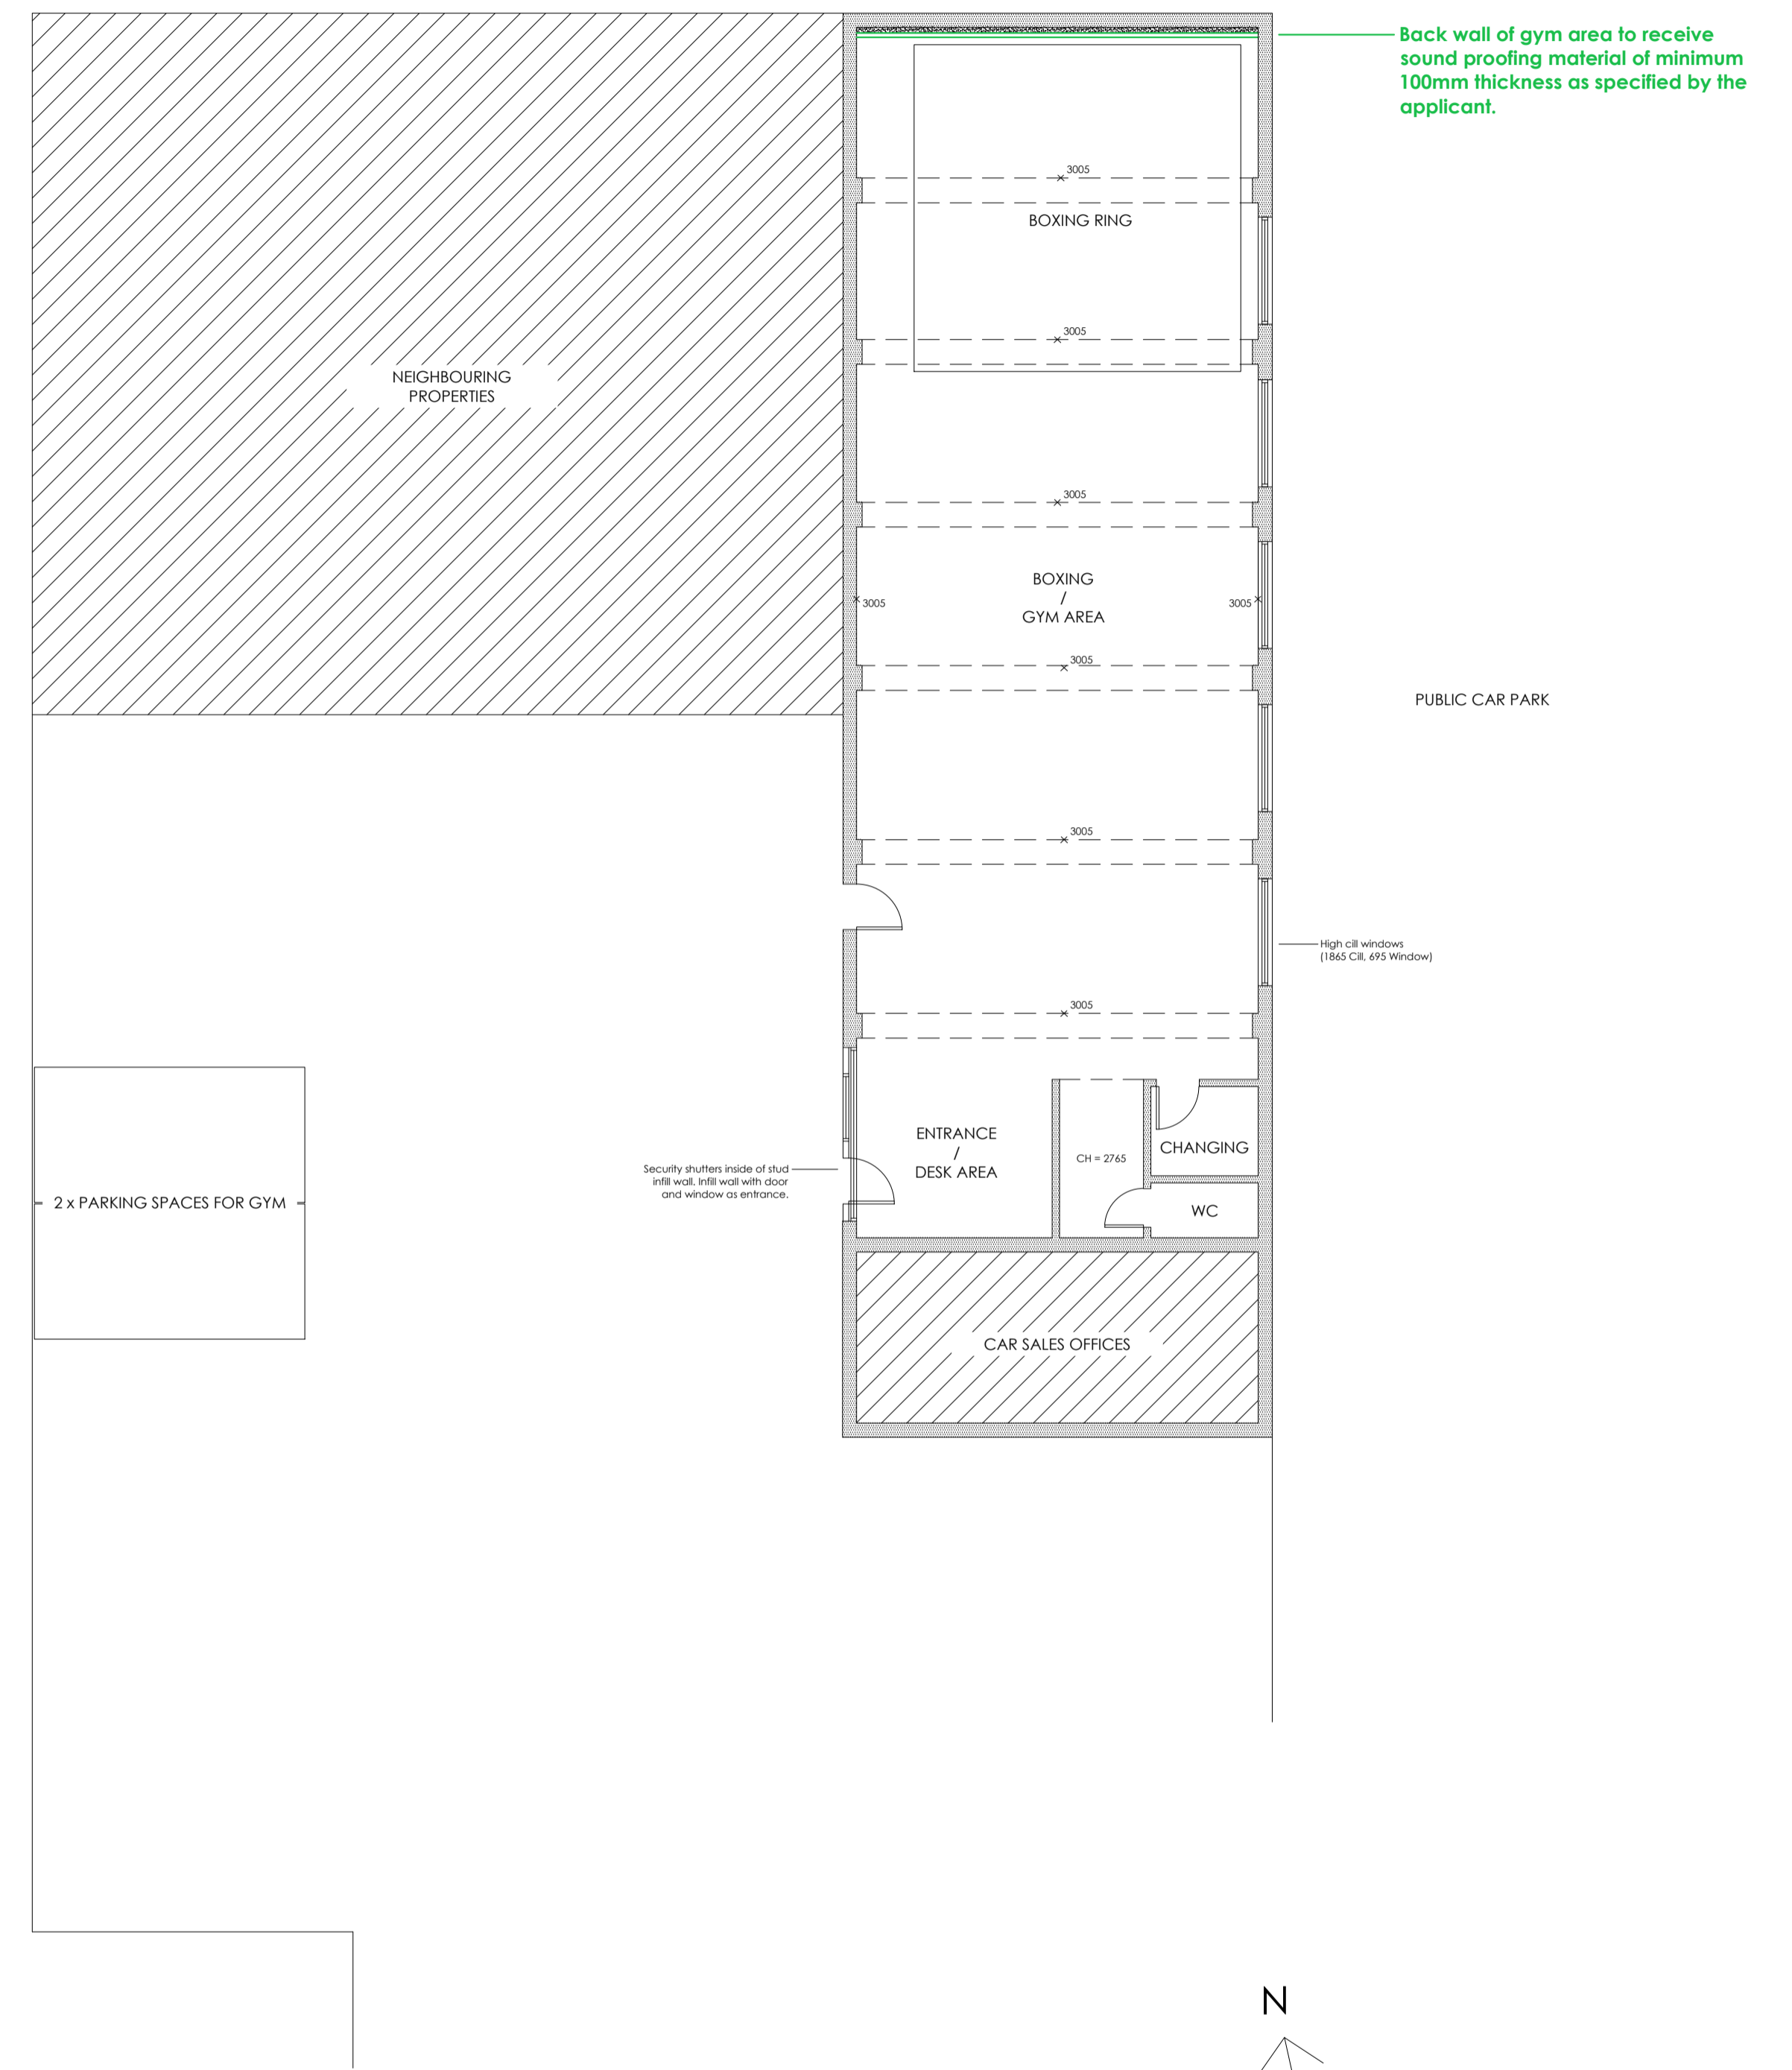 Back wall of gym area to receive
sound proofing material of minimum
100mm thickness as specified by the
applicant.
3005
BOXING RING
3005
NEIGHBOURING
PROPERTIES
3005
BOXING
/
GYM AREA
3005
3005
3005
PUBLIC CAR PARK
3005
High cill windows
(1865 Cill, 695 Window)
3005
ENTRANCE
/
DESK AREA
CH = 2765
CHANGING
Security shutters inside of stud
infill wall. Infill wall with door
and window as entrance.
2 x PARKING SPACES FOR GYM
WC
CAR SALES OFFICES
N